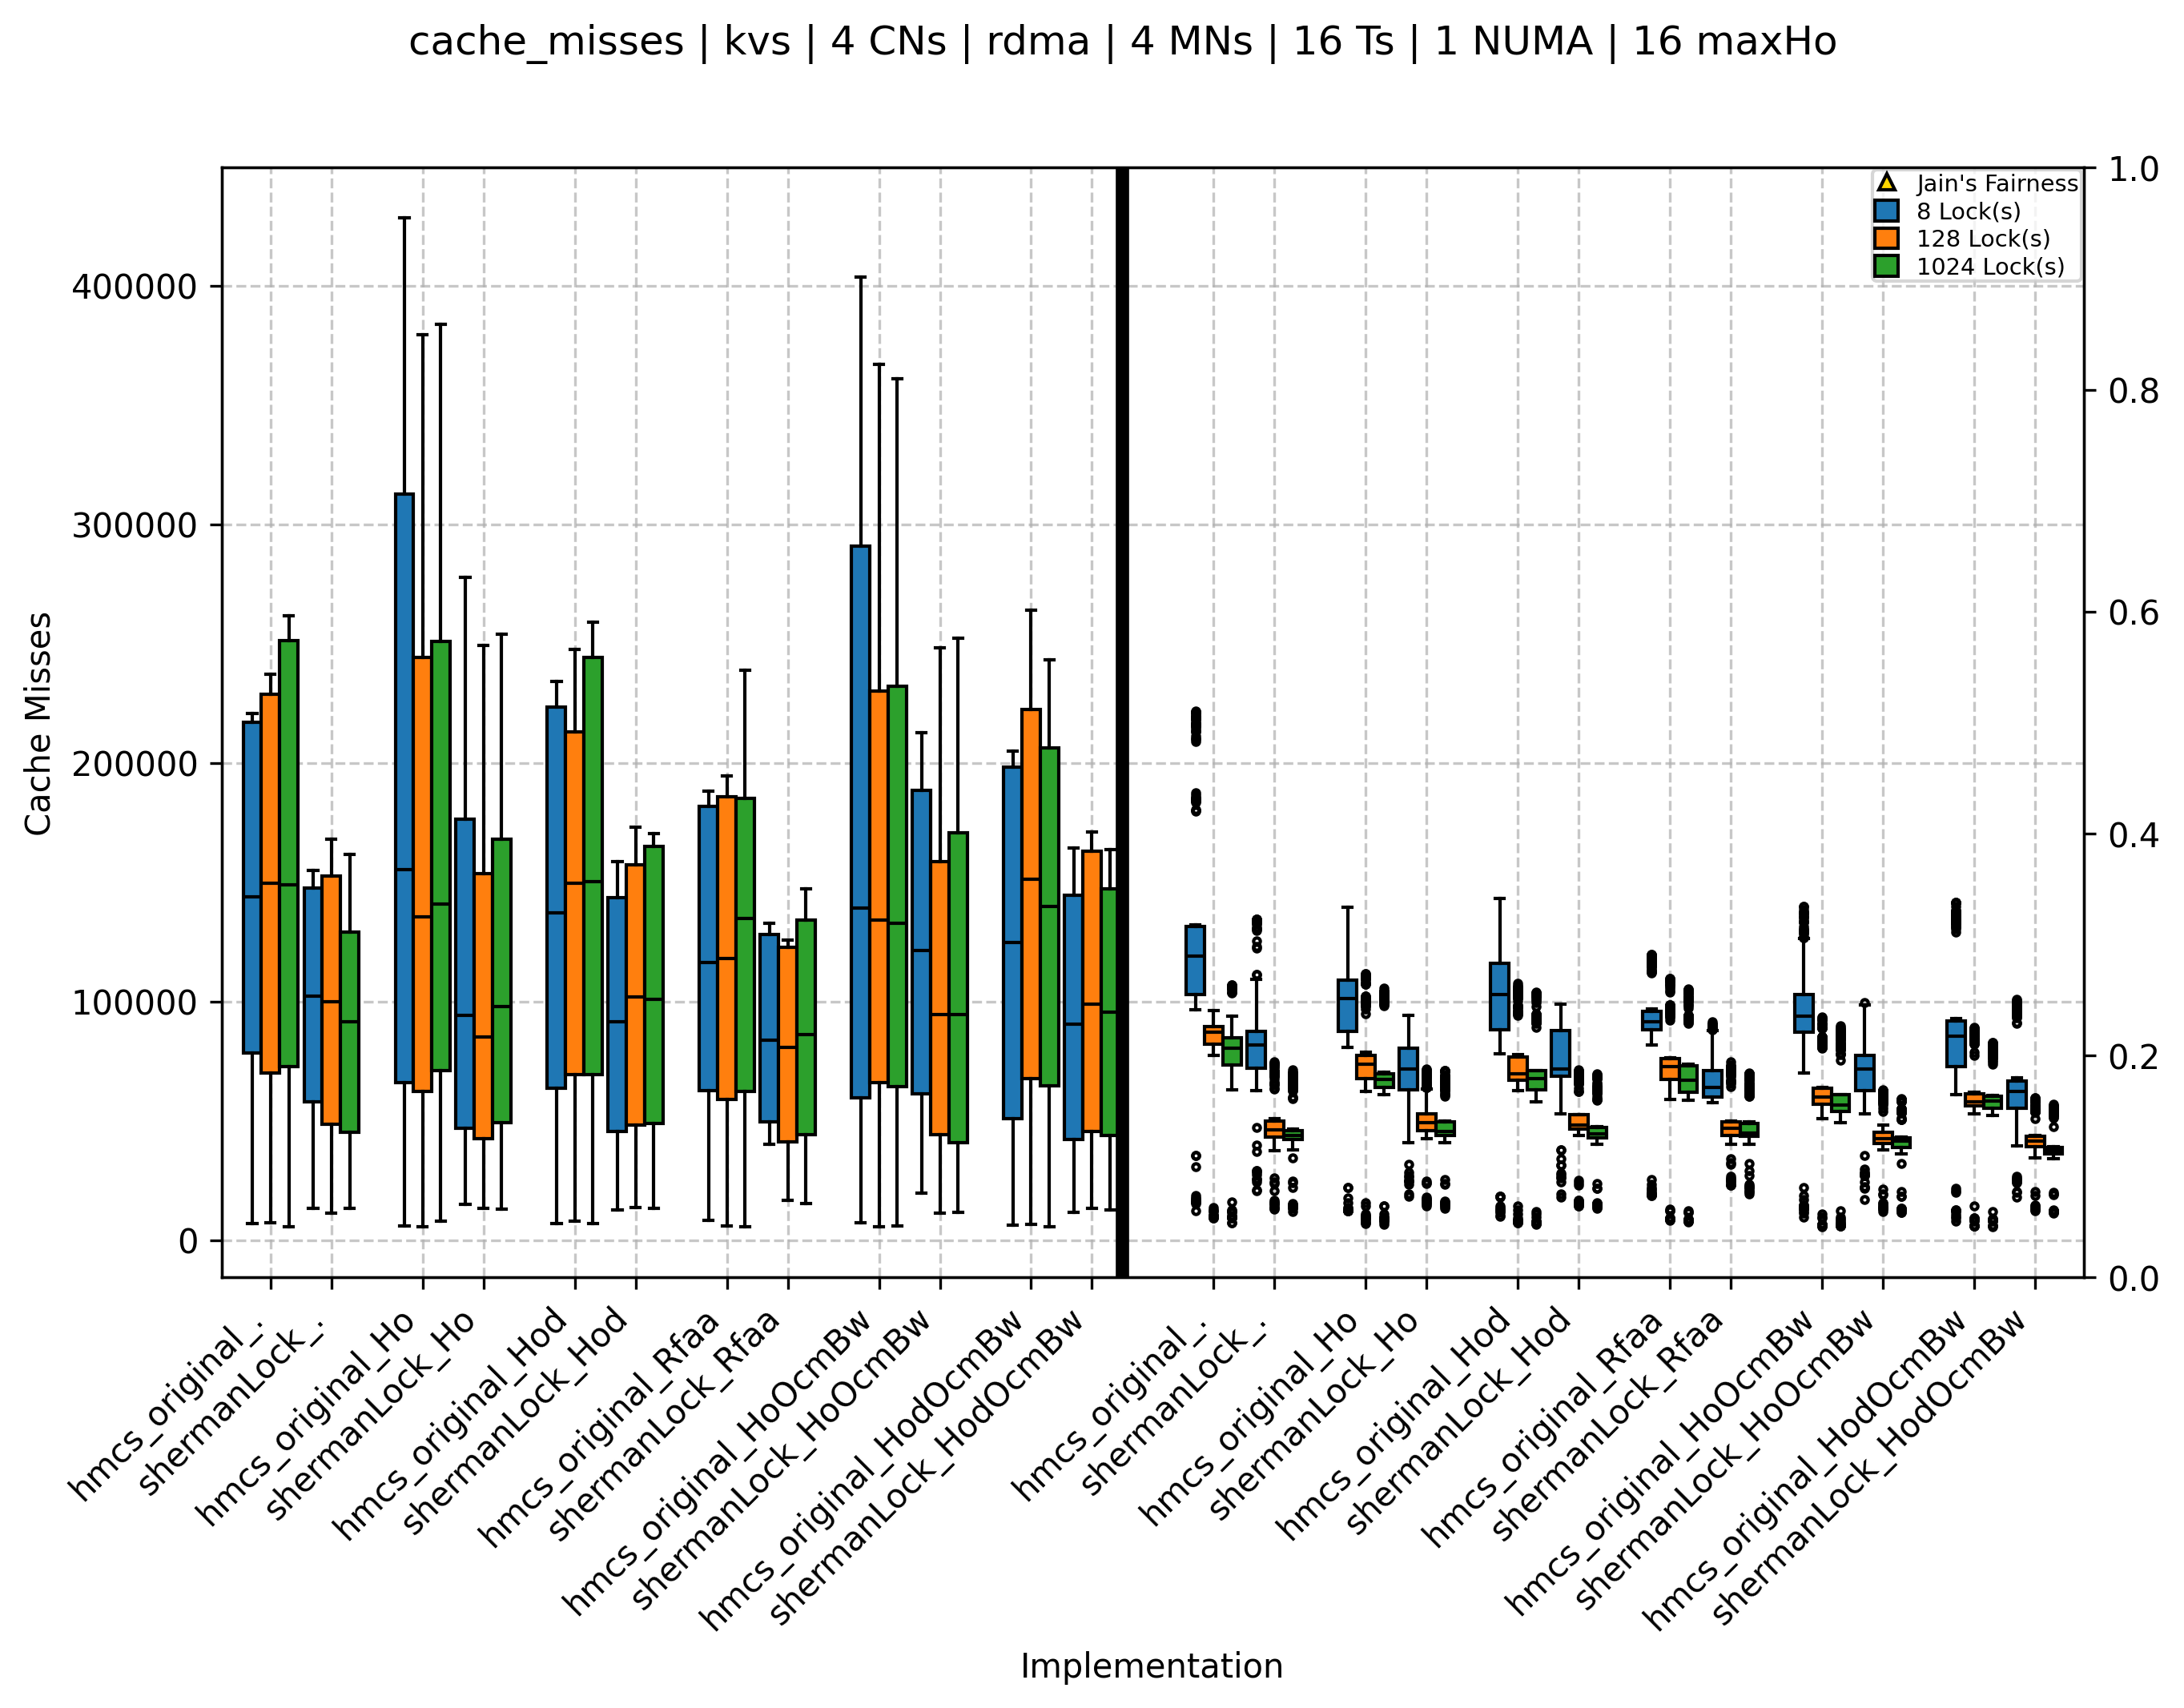 cache_misses | kvs | 4 CNs | rdma | 4 MNs | 16 Ts | 1 NUMA | 16 maxHo
Jain's Fairness
8 Lock(s)
128 Lock(s)
1024 Lock(s)
Cache Misses
400000
300000
200000
100000
0
1.0
0.8
0.6
0.4
0.2
0.0
hmcs_original_.
shermanLock_.
hmcs_original_Ho
shermanLock_Ho
hmcs_original_Hod
shermanLock_Hod
hmcs_original_Rfaa
shermanLock_Rfaa
hmcs_original_HoOcmBw
shermanLock_HoOcmBw
hmcs_original_HodOcmBw
shermanLock_HodOcmBw
hmcs_original_.
shermanLock_.
hmcs_original_Ho
shermanLock_Ho
hmcs_original_Hod
shermanLock_Hod
hmcs_original_Rfaa
shermanLock_Rfaa
hmcs_original_HoOcmBw
shermanLock_HoOcmBw
hmcs_original_HodOcmBw
shermanLock_HodOcmBw
Implementation